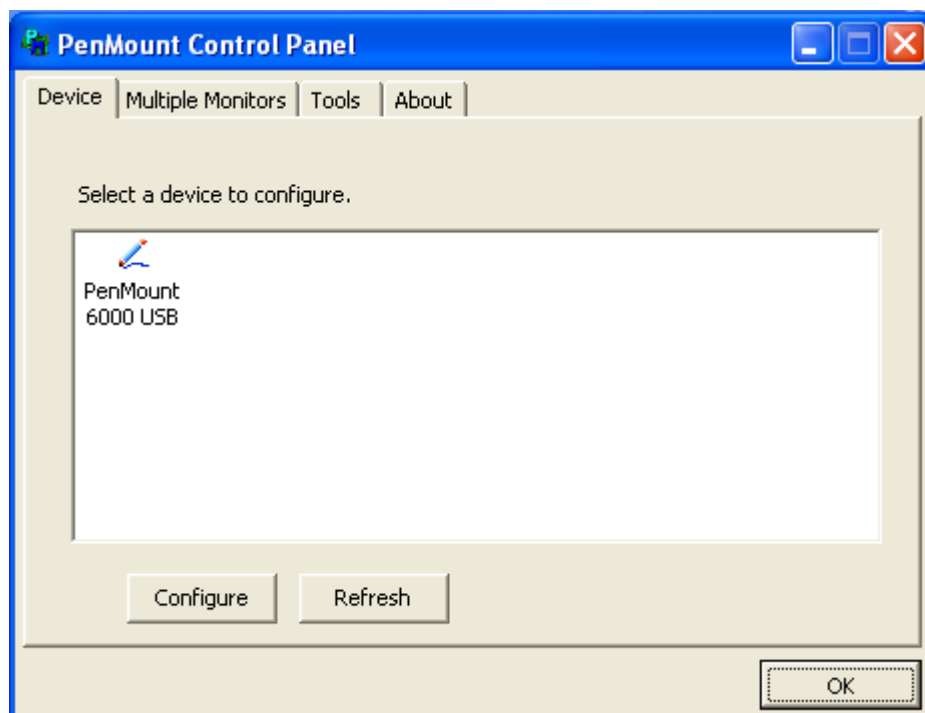 PenMount Control Panel
Device Multiple Monitors Tools About
Select a device to configure.
PenMount
6000 USB
Configure Refresh
OK